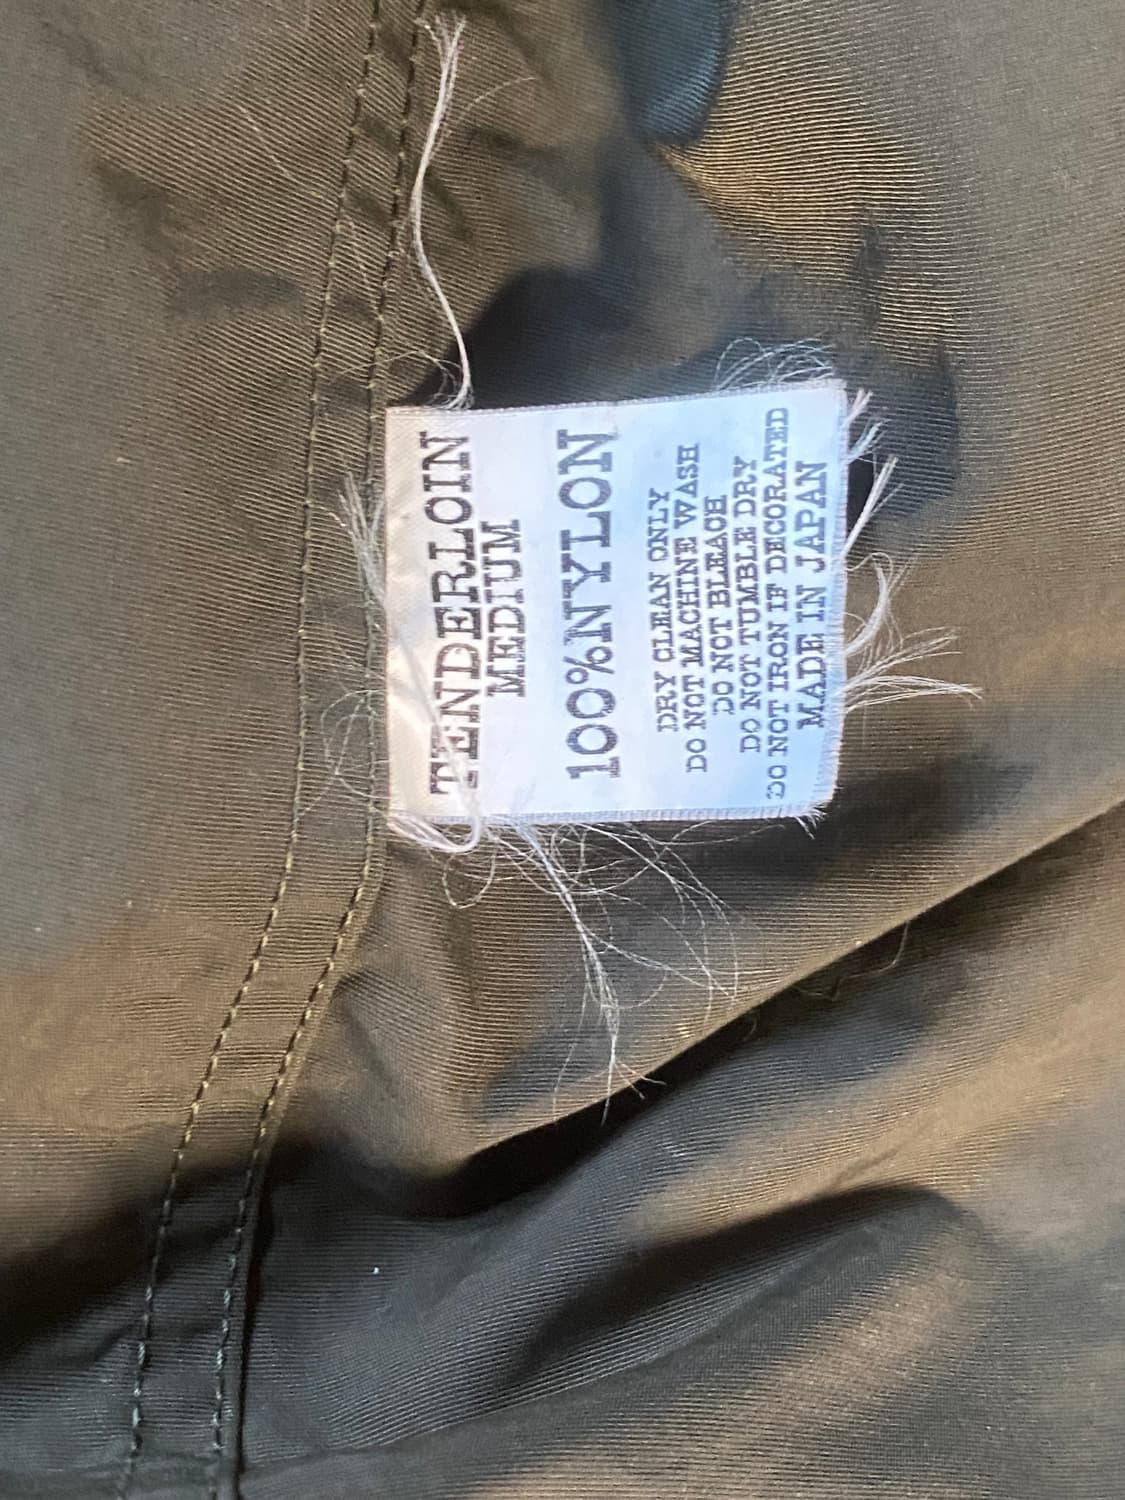 TENDERLOIN
MEDIUM
100%NYLON
DRY CLEAN ONLY
DO NOT MACHINE WASH
DO NOT BLEACH
DO NOT TUMBLE DRY
DO NOT IRON IF DECORATED
MADE IN JAPAN